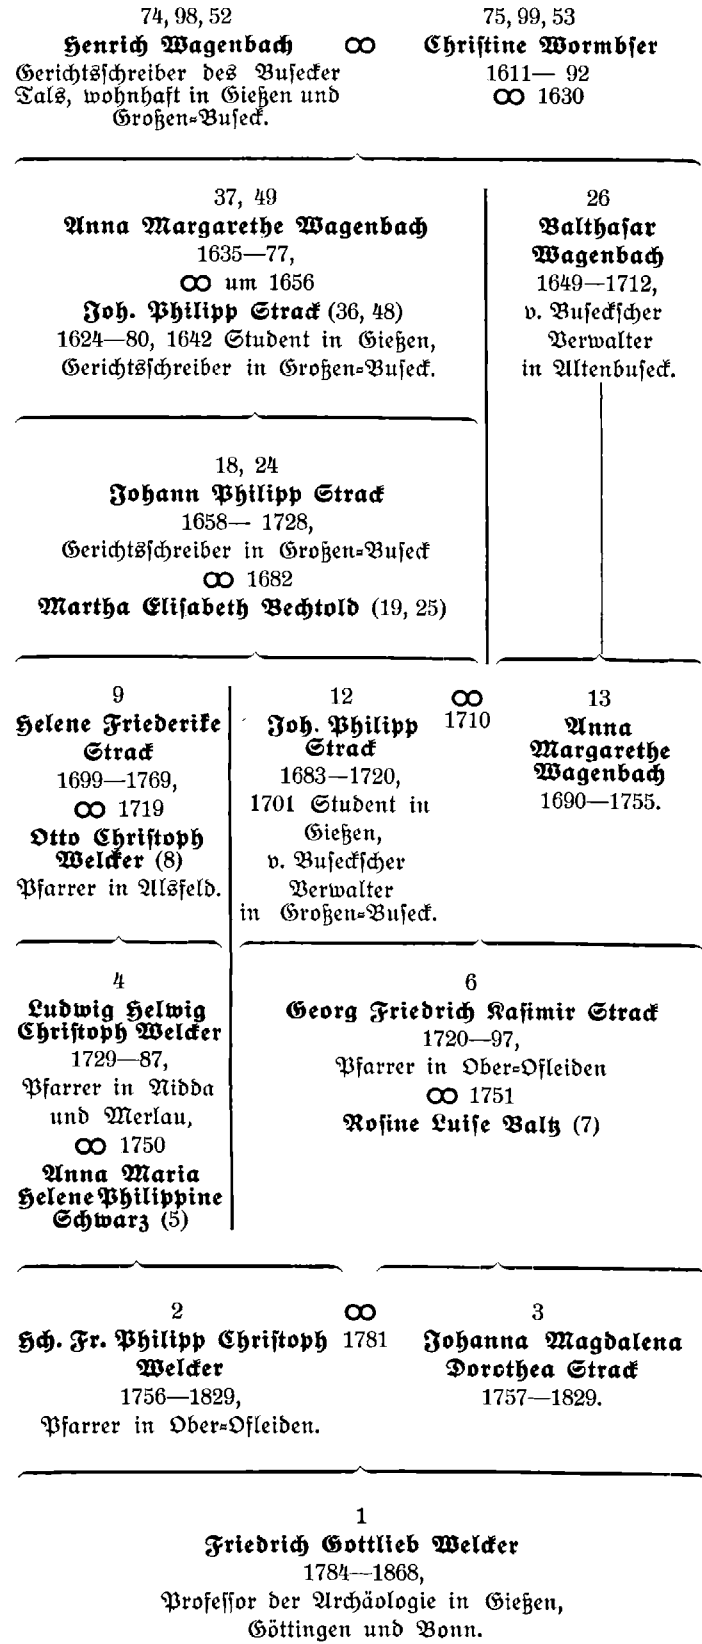 74, 98, 52
Henrich Wagenbach
Gerichtsschreiber des Busecker
Tals, wohnhaft in Gießen und
Großen-Buseck.
∞
75, 99, 53
Christine Wormbser
1611— 92
∞ 1630
37, 49
Anna Margarethe Wagenbach
1635—77,
∞ um 1656
Joh. Philipp Strack (36, 48)
1624—80, 1642 Student in Gießen,
Gerichtsschreiber in Großen-Buseck.
26
Balthasar
Wagenbach
1649—1712,
v. Buseckscher
Verwalter
in Altenbuseck.
18, 24
Johann Philipp Strack
1658— 1728,
Gerichtsschreiber in Großen-Buseck
∞ 1682
Martha Elisabeth Bechtold (19, 25)
9
Helene Friederike
Strack
1699—1769,
∞ 1719
Otto Christoph
Welcker (8)
Pfarrer in Alsfeld.
12
Joh. Philipp
Strack
1683—1720,
1701 Student in
Gießen,
v. Buseckscher
Verwalter
in Großen-Buseck.
∞
1710
13
Anna
Margarethe
Wagenbach
1690—1755.
4
Ludwig Helwig
Christoph Welcker
1729—87,
Pfarrer in Nidda
und Merlau,
∞ 1750
Anna Maria
Helene Philippine
Schwarz (5)
6
Georg Friedrich Kasimir Strack
1720—97,
Pfarrer in Ober-Ofleiden
∞ 1751
Rosine Luise Baltz (7)
2
Hch. Fr. Philipp Christoph
Welcker
1756—1829,
Pfarrer in Ober-Ofleiden.
∞
1781
3
Johanna Magdalena
Dorothea Strack
1757—1829.
1
Friedrich Gottlieb Welcker
1784—1868,
Professor der Archäologie in Gießen,
Göttingen und Bonn.